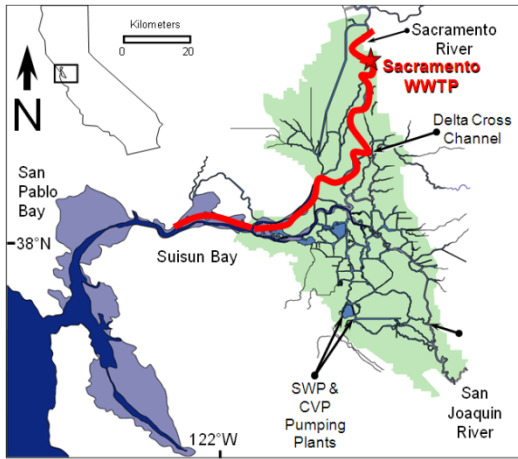 Kilometers
0
20
N
Sacramento
River
Sacramento
WWTP
Delta Cross
Channel
San
Pablo
Bay
38°N
Suisun Bay
SWP &
CVP
Pumping
Plants
San
Joaquin
River
122°W